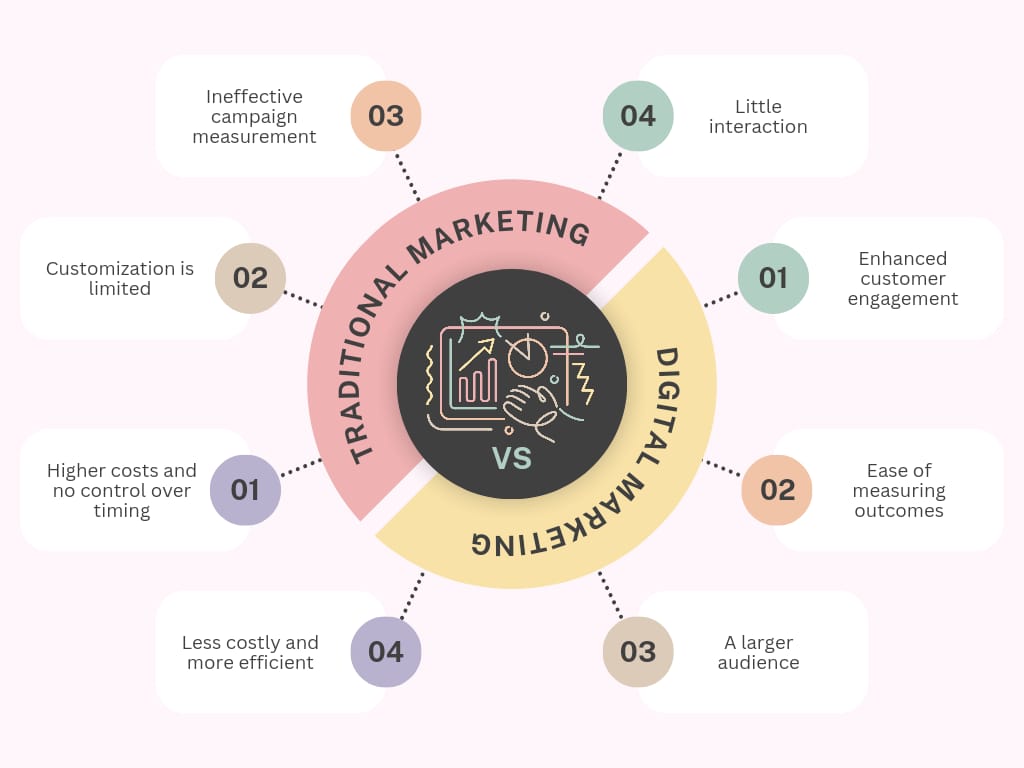 TRADITIONAL MARKETING
01
Higher costs and
no control over
timing
02
Customization is
limited
03
Ineffective
campaign
measurement
04
Little
interaction
VS
DIGITAL MARKETING
01
Enhanced
customer
engagement
02
Ease of
measuring
outcomes
03
A larger
audience
04
Less costly and
more efficient